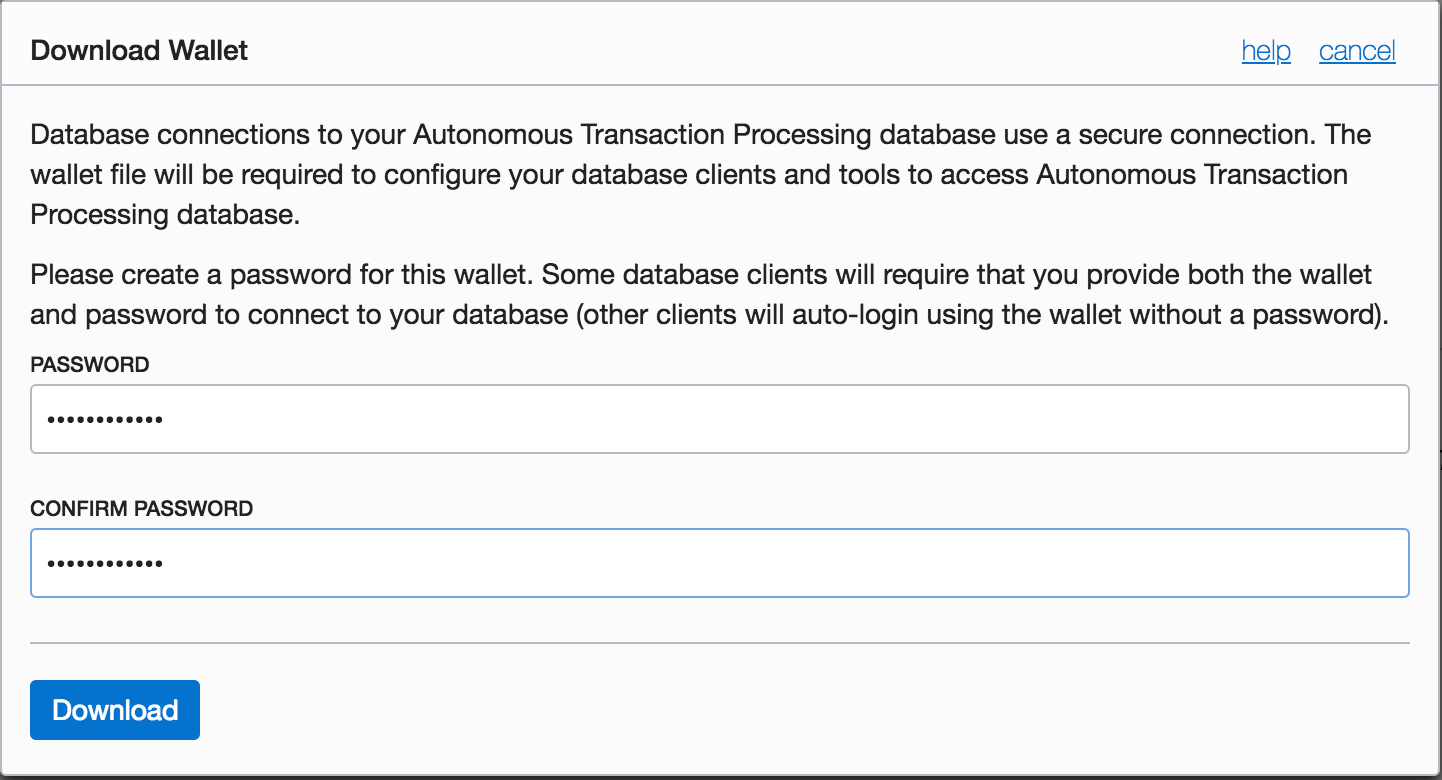 Download Wallet
help cancel
Database connections to your Autonomous Transaction Processing database use a secure connection. The
wallet file will be required to configure your database clients and tools to access Autonomous Transaction
Processing database.
Please create a password for this wallet. Some database clients will require that you provide both the wallet
and password to connect to your database (other clients will auto-login using the wallet without a password).
PASSWORD
••••••••••••
CONFIRM PASSWORD
••••••••••••
Download